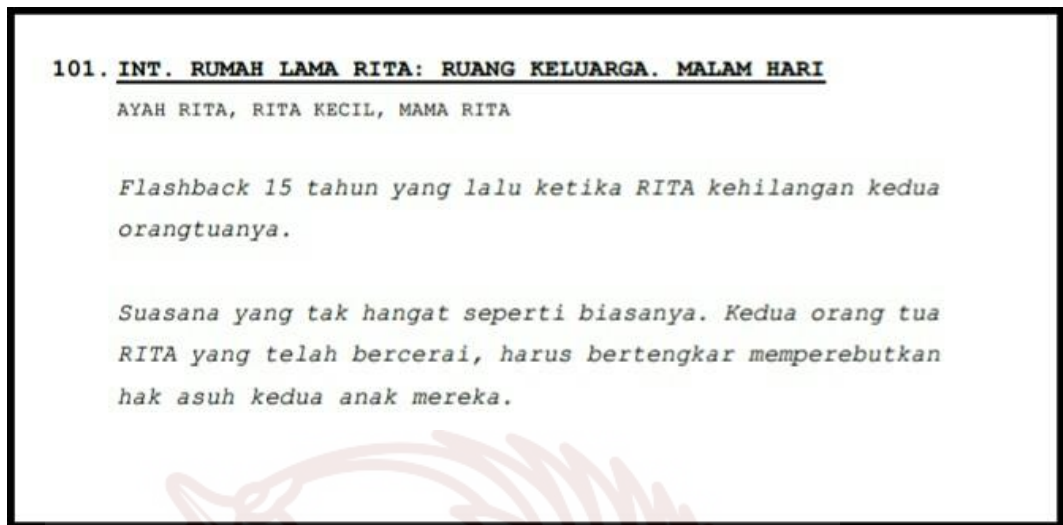 101. INT. RUMAH LAMA RITA: RUANG KELUARGA. MALAM HARI
AYAH RITA, RITA KECIL, MAMA RITA
Flashback 15 tahun yang lalu ketika RITA kehilangan kedua
orangtuanya.
Suasana yang tak hangat seperti biasanya. Kedua orang tua
RITA yang telah bercerai, harus bertengkar memperebutkan
hak asuh kedua anak mereka.